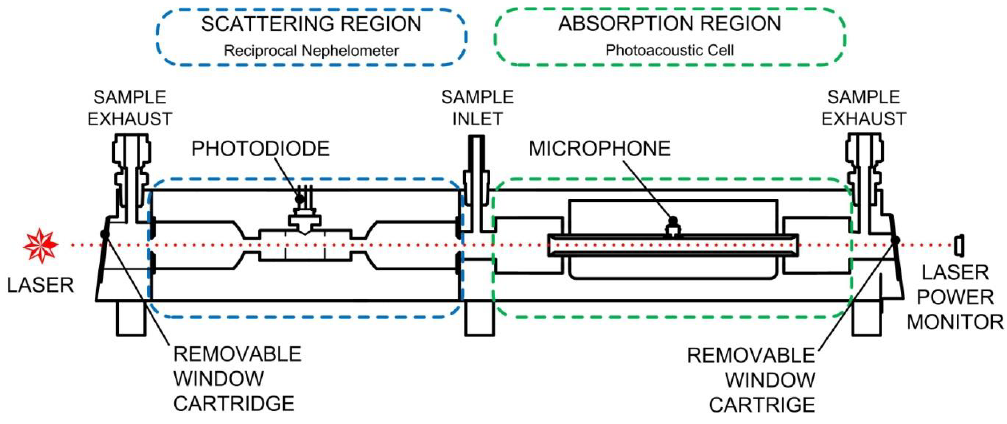 SCATTERING REGION
Reciprocal Nephelometer
ABSORPTION REGION
Photoacoustic Cell
SAMPLE
EXHAUST
SAMPLE
INLET
SAMPLE
EXHAUST
PHOTODIODE
MICROPHONE
LASER
LASER
POWER
MONITOR
REMOVABLE
WINDOW
CARTRIDGE
REMOVABLE
WINDOW
CARTRIGE